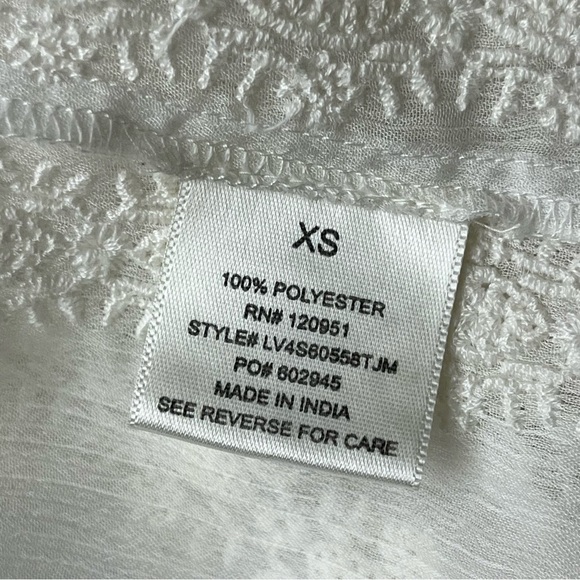 XS
100% POLYESTER
RN# 120951
STYLE# LV4S60558TJM
PO# 602945
MADE IN INDIA
SEE REVERSE FOR CARE